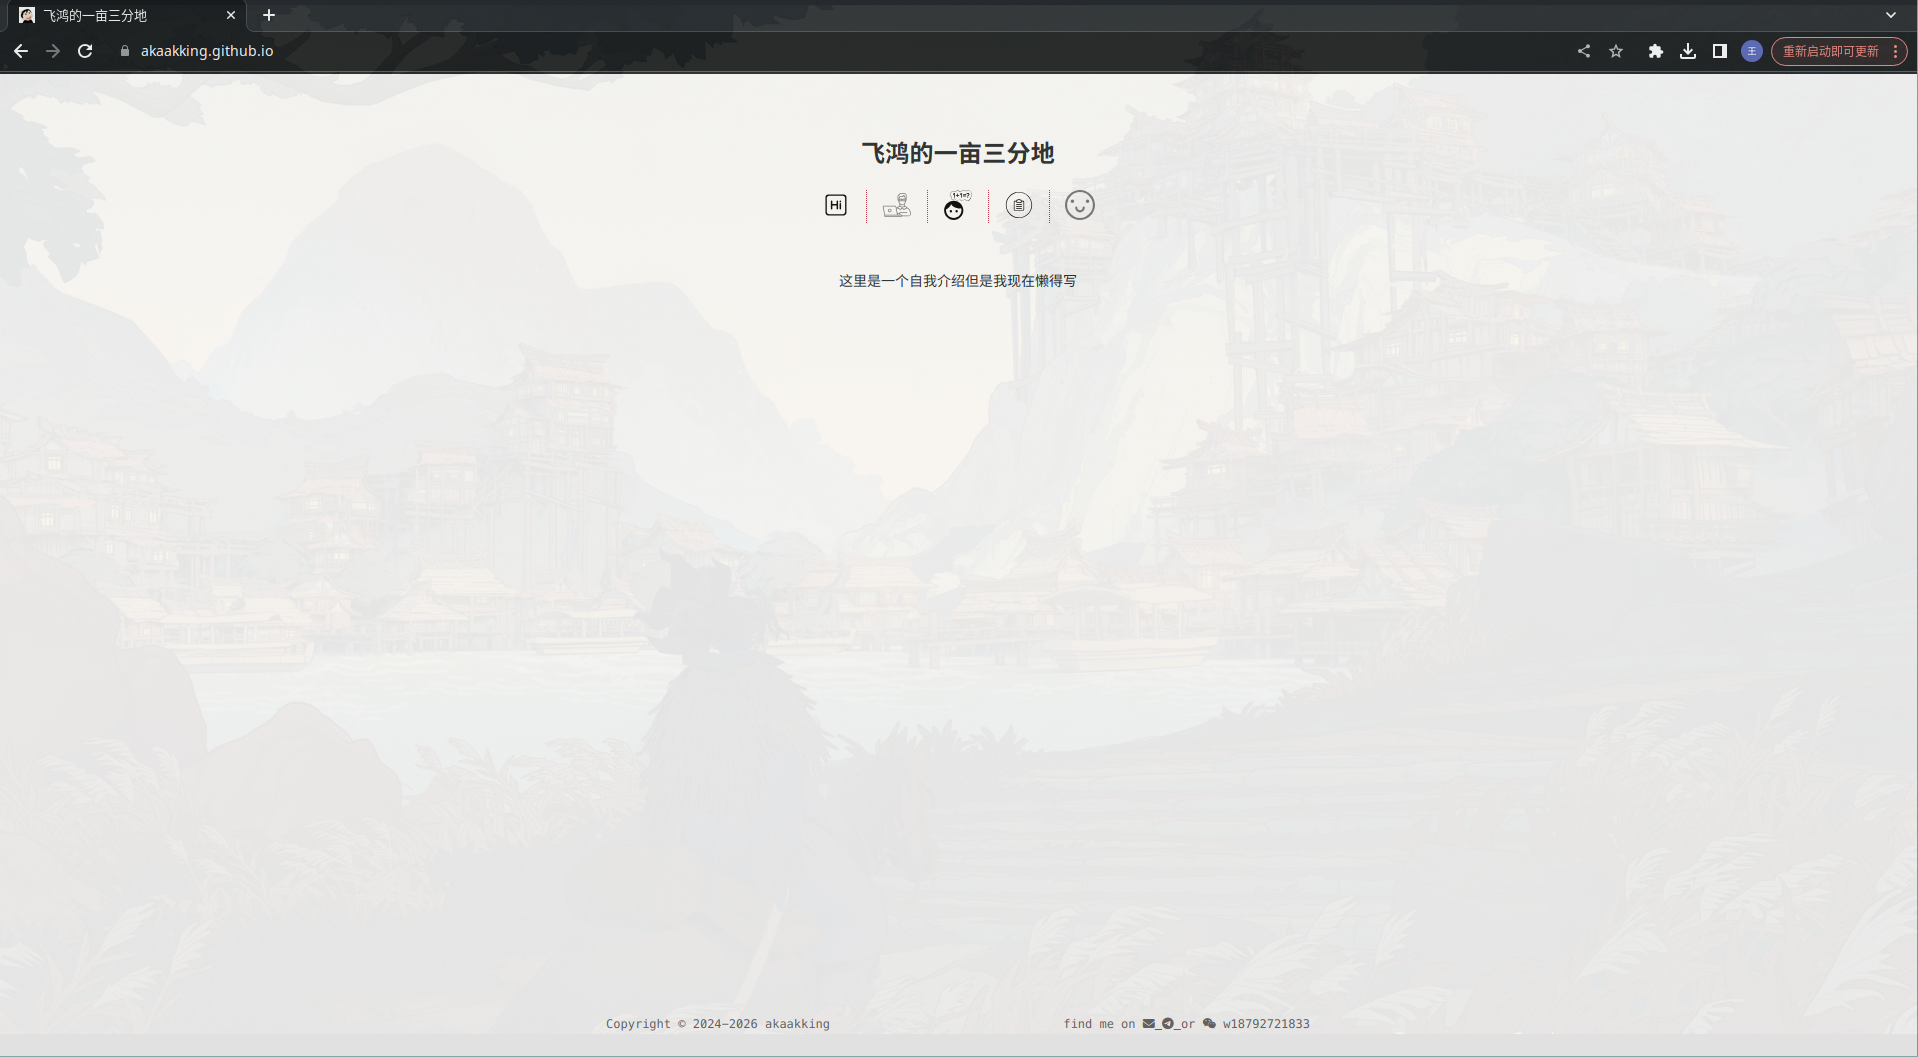 飞鸿的一亩三分地
akaakking.github.io
王
重新启动即可更新
飞鸿的一亩三分地
Hi
1+1=?
这里是一个自我介绍但是我现在懒得写
Copyright © 2024–2026 akaakking
find me on _ _or w18792721833